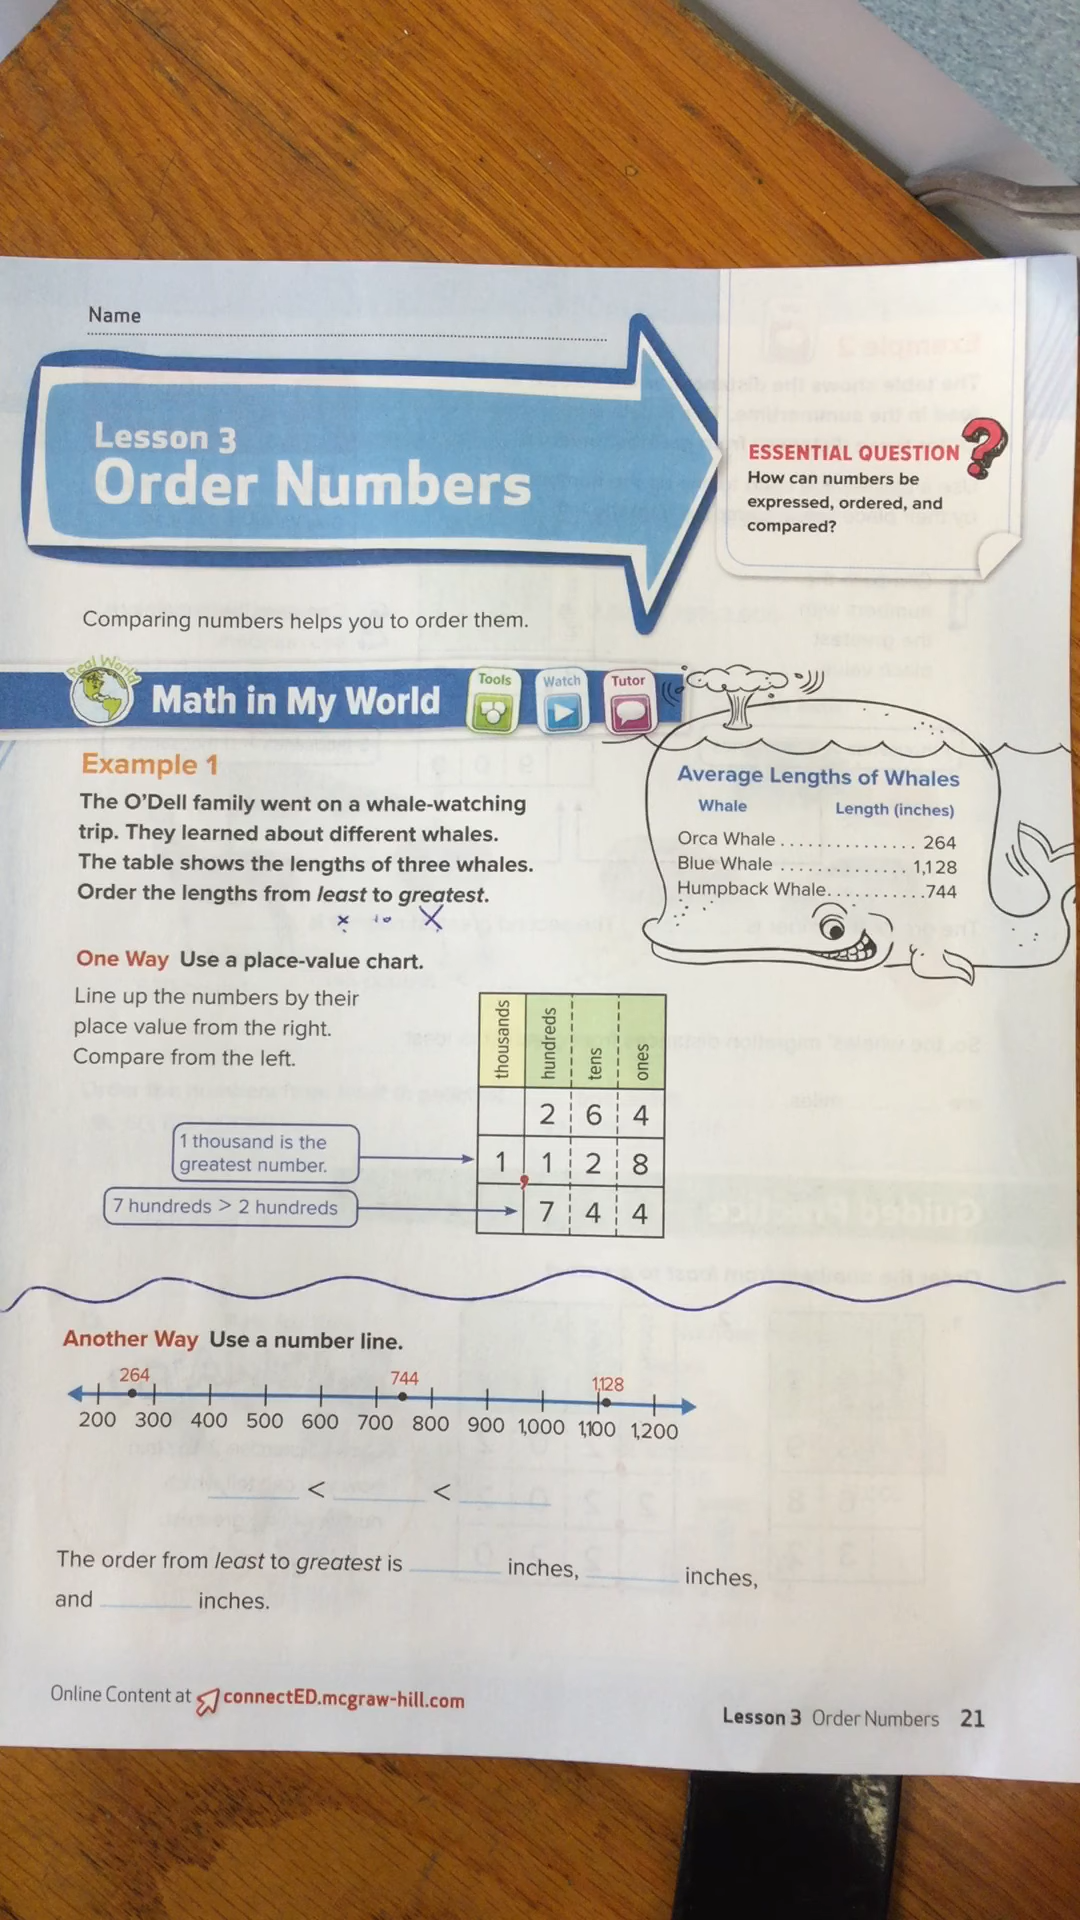 Name
Lesson 3
Order Numbers
ESSENTIAL QUESTION
How can numbers be
expressed, ordered, and
compared?
Comparing numbers helps you to order them.
Real World
Math in My World
Tools
Watch
Tutor
Example 1
The O'Dell family went on a whale-watching
trip. They learned about different whales.
The table shows the lengths of three whales.
Order the lengths from least to greatest.
x to X
Average Lengths of Whales
Whale Length (inches)
Orca Whale ............... 264
Blue Whale .............. 1,128
Humpback Whale...........744
One Way Use a place-value chart.
Line up the numbers by their
place value from the right.
Compare from the left.
thousands hundreds tens ones
2 6 4
1 thousand is the
greatest number.
1,1 2 8
7 hundreds > 2 hundreds
7 4 4
Another Way Use a number line.
264 744 1,128
200 300 400 500 600 700 800 900 1,000 1,100 1,200
< <
The order from least to greatest is ______ inches, ______ inches,
and ______ inches.
Online Content at connectED.mcgraw-hill.com
Lesson 3 Order Numbers 21